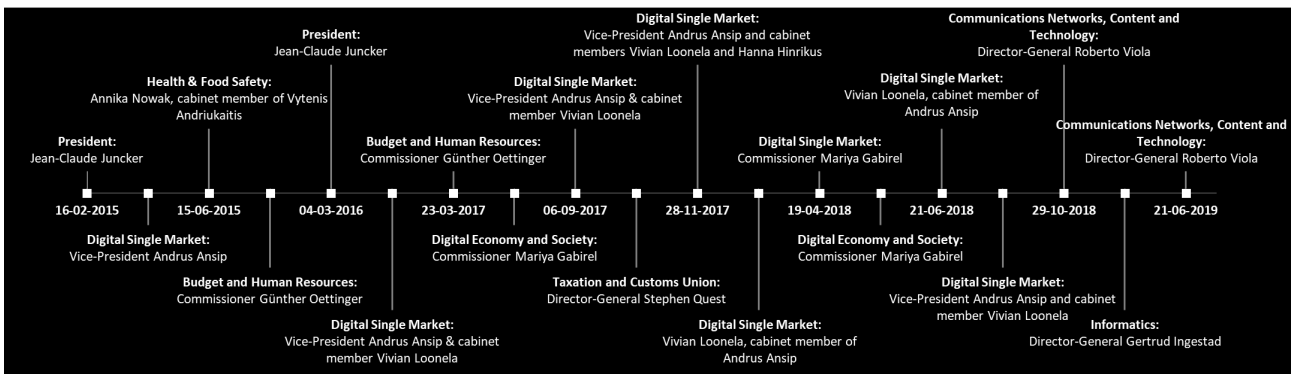 Digital Single Market:
Vice-President Andrus Ansip and cabinet
members Vivian Loonela and Hanna Hinrikus
Communications Networks, Content and
Technology:
Director-General Roberto Viola
President:
Jean-Claude Juncker
Health & Food Safety:
Annika Nowak, cabinet member of Vytenis
Andriukaitis
Digital Single Market:
Vice-President Andrus Ansip & cabinet
member Vivian Loonela
Digital Single Market:
Vivian Loonela, cabinet member of
Andrus Ansip
President:
Jean-Claude Juncker
Budget and Human Resources:
Commissioner Günther Oettinger
Digital Single Market:
Commissioner Mariya Gabirel
Communications Networks, Content and
Technology:
Director-General Roberto Viola
16-02-2015 15-06-2015 04-03-2016 23-03-2017 06-09-2017 28-11-2017 19-04-2018 21-06-2018 29-10-2018 21-06-2019
Digital Single Market:
Vice-President Andrus Ansip
Digital Economy and Society:
Commissioner Mariya Gabirel
Digital Economy and Society:
Commissioner Mariya Gabirel
Budget and Human Resources:
Commissioner Günther Oettinger
Taxation and Customs Union:
Director-General Stephen Quest
Digital Single Market:
Vice-President Andrus Ansip and cabinet
member Vivian Loonela
Digital Single Market:
Vice-President Andrus Ansip & cabinet
member Vivian Loonela
Digital Single Market:
Vivian Loonela, cabinet member of
Andrus Ansip
Informatics:
Director-General Gertrud Ingestad